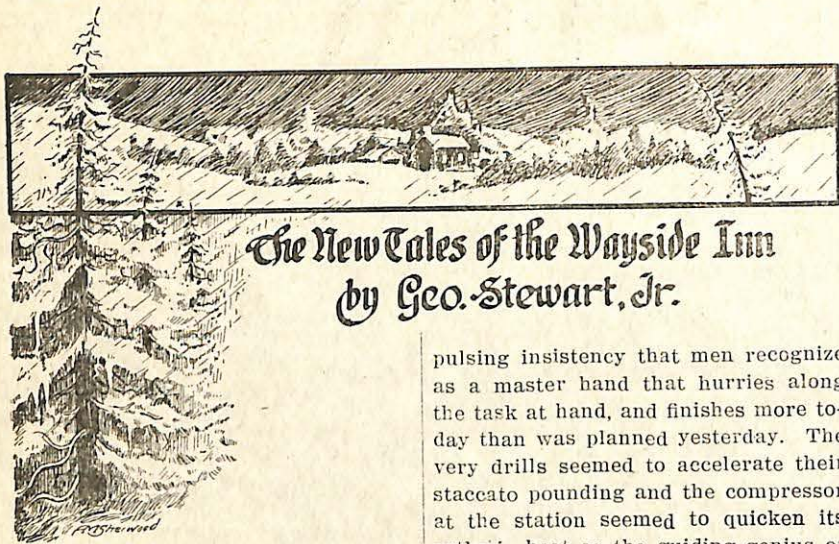 The New Tales of the Wayside Inn
by Geo. Stewart, Jr.
pulsing insistency that men recognize
as a master hand that hurries along
the task at hand, and finishes more to-
day than was planned yesterday. The
very drills seemed to accelerate their
staccato pounding and the compressor
at the station seemed to quicken its